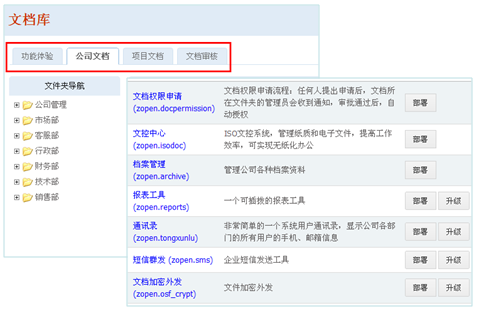 文档库
功能体验
公司文档
项目文档
文档审核
文件夹导航
公司管理
市场部
客服部
行政部
财务部
技术部
销售部
文档权限申请
(zopen.docpermission)
文档权限申请流程：任何人提出申请后，文档所
在文件夹的管理员会收到通知，审批通过后，自
动授权
部署
文控中心
(zopen.isodoc)
ISO文控系统，管理纸质和电子文件，提高工作
效率，可实现无纸化办公
部署
档案管理
(zopen.archive)
管理公司各种档案资料
部署
报表工具
(zopen.reports)
一个可插拨的报表工具
部署
升级
通讯录
(zopen.tongxunlu)
非常简单的一个系统用户通讯录，显示公司各部
门的所有用户的手机、邮箱信息
部署
升级
短信群发 (zopen.sms)
企业短信发送工具
部署
升级
文档加密外发
(zopen.osf_crypt)
文件加密外发
部署
升级